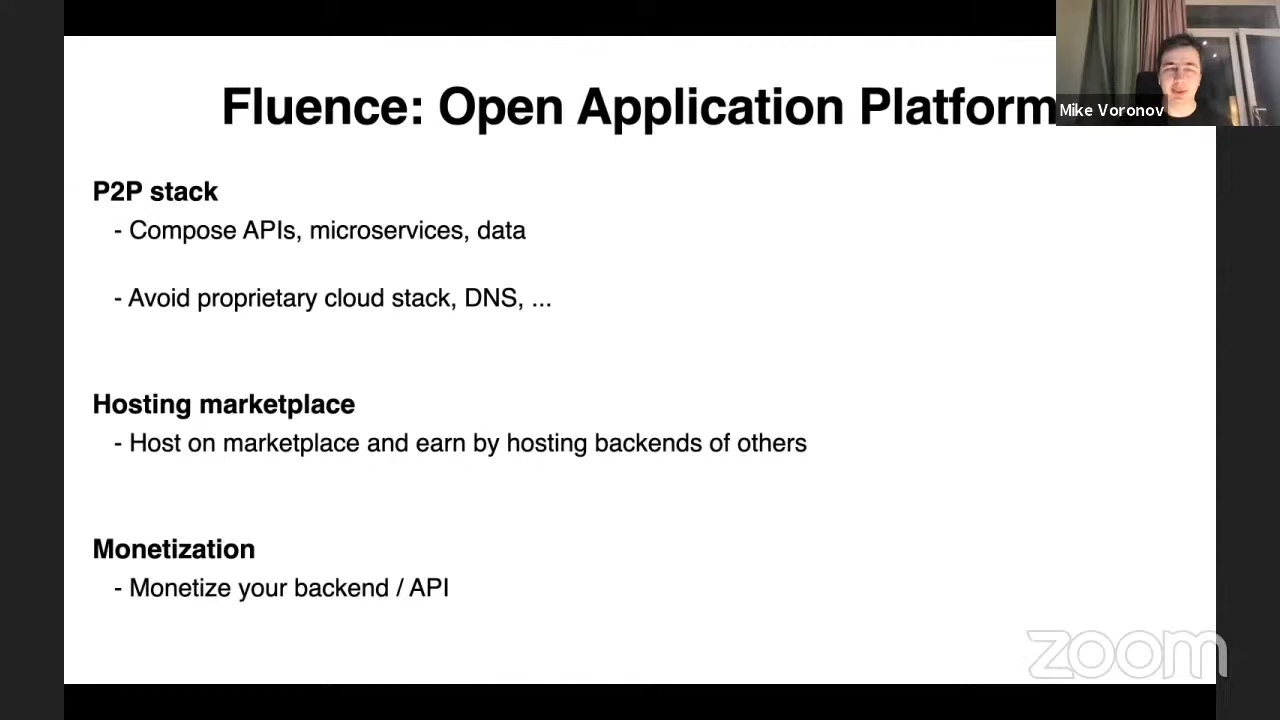 Fluence: Open Application Platform
Mike Voronov
P2P stack
- Compose APIs, microservices, data
- Avoid proprietary cloud stack, DNS, ...
Hosting marketplace
- Host on marketplace and earn by hosting backends of others
Monetization
- Monetize your backend / API
zoom